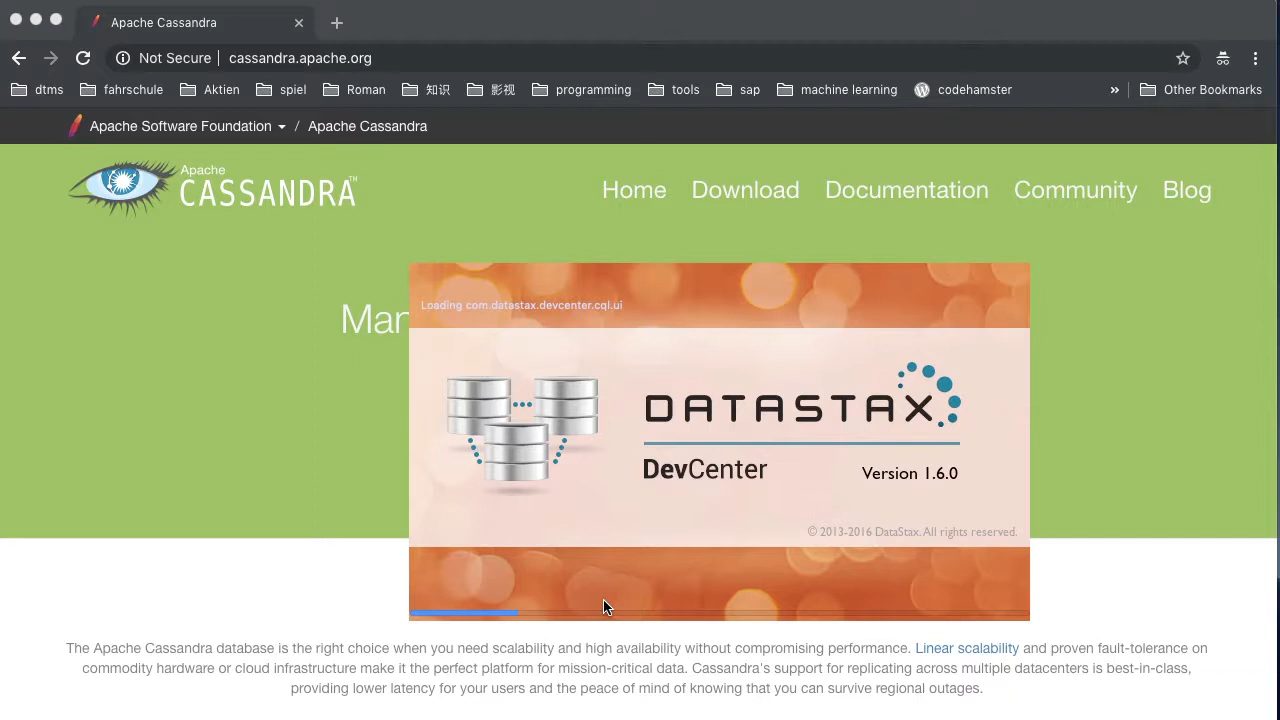 Apache Cassandra
Not Secure cassandra.apache.org
dtms fahrschule Aktien spiel Roman 知识 影视 programming tools sap machine learning codehamster » Other Bookmarks
Apache Software Foundation / Apache Cassandra
Apache
CASSANDRA™
Home Download Documentation Community Blog
Man
Loading com.datastax.devcenter.cql.ui
DATASTAX
DevCenter Version 1.6.0
© 2013-2016 DataStax. All rights reserved.
The Apache Cassandra database is the right choice when you need scalability and high availability without compromising performance. Linear scalability and proven fault-tolerance on
commodity hardware or cloud infrastructure make it the perfect platform for mission-critical data. Cassandra's support for replicating across multiple datacenters is best-in-class,
providing lower latency for your users and the peace of mind of knowing that you can survive regional outages.